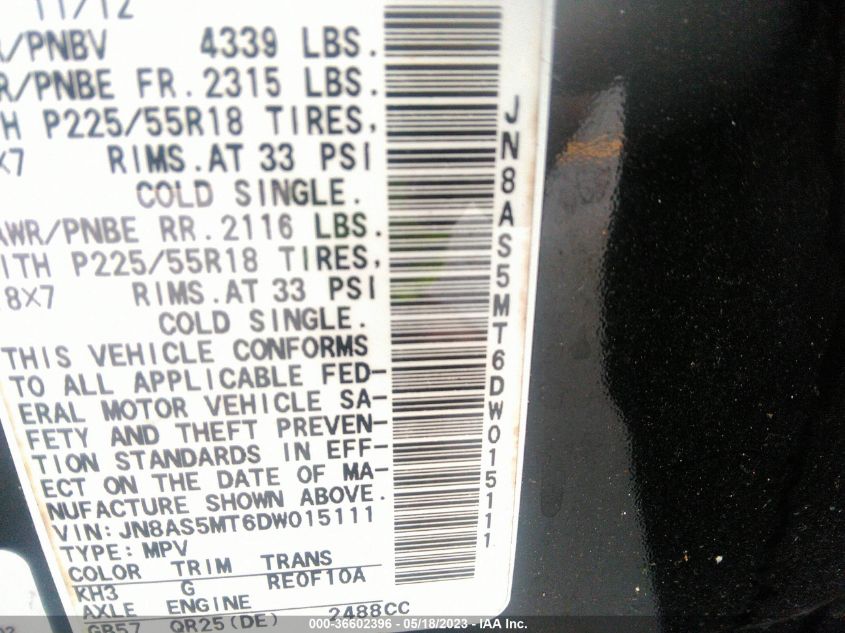 11/12
R/PNBV 4339 LBS.
R/PNBE FR.2315 LBS.
TH P225/55R18 TIRES,
X7 RIMS.AT 33 PSI
COLD SINGLE.
AWR/PNBE RR.2116 LBS.
ITH P225/55R18 TIRES,
8X7 RIMS.AT 33 PSI
COLD SINGLE.
THIS VEHICLE CONFORMS
TO ALL APPLICABLE FED-
ERAL MOTOR VEHICLE SA-
FETY AND THEFT PREVEN-
TION STANDARDS IN EFF-
ECT ON THE DATE OF MA-
NUFACTURE SHOWN ABOVE.
VIN:JN8AS5MT6DW015111
TYPE:MPV
COLOR TRIM TRANS
KH3 G RE0F10A
AXLE ENGINE
GB57 QR25(DE) 2488CC
JN8AS5MT6DW015111
000-36602396 - 05/18/2023 - IAA Inc.